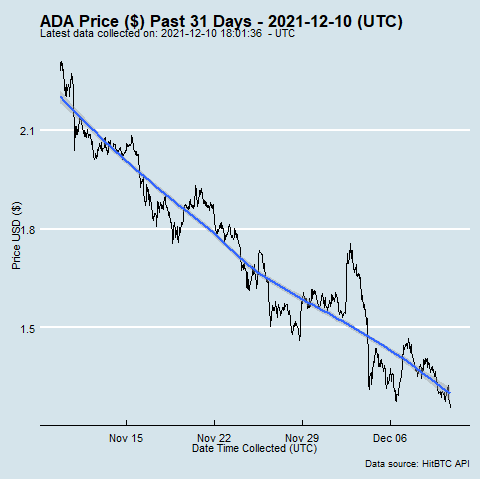 ADA Price ($) Past 31 Days - 2021-12-10 (UTC)
Latest data collected on: 2021-12-10 18:01:36 - UTC
2.1
1.8
1.5
Price USD ($)
Nov 15 Nov 22 Nov 29 Dec 06
Date Time Collected (UTC)
Data source: HitBTC API